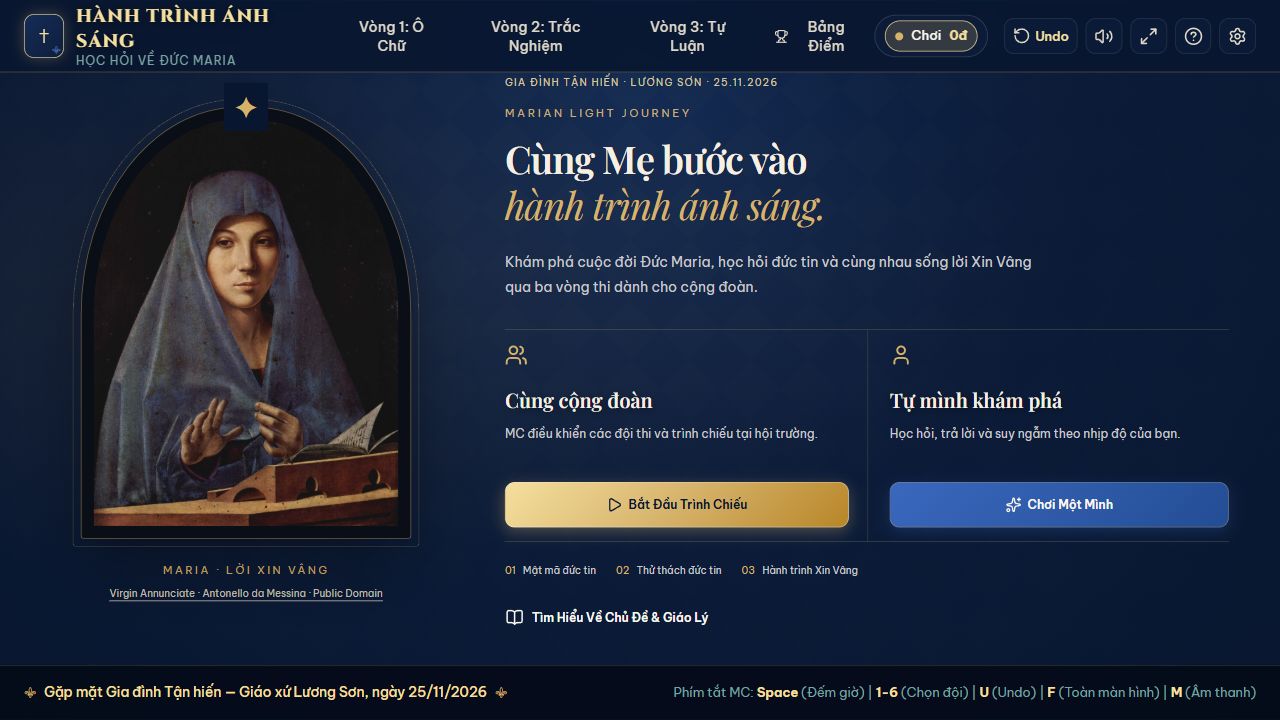 HÀNH TRÌNH ÁNH
SÁNG
HỌC HỎI VỀ ĐỨC MARIA
Vòng 1: Ô
Chữ
Vòng 2: Trắc
Nghiệm
Vòng 3: Tự
Luận
Bảng
Điểm
Chơi 0đ
Undo
GIA ĐÌNH TẬN HIẾN · LƯƠNG SƠN · 25.11.2026
MARIAN LIGHT JOURNEY
Cùng Mẹ bước vào
hành trình ánh sáng.
Khám phá cuộc đời Đức Maria, học hỏi đức tin và cùng nhau sống lời Xin Vâng
qua ba vòng thi dành cho cộng đoàn.
Cùng cộng đoàn
MC điều khiển các đội thi và trình chiếu tại hội trường.
Bắt Đầu Trình Chiếu
Tự mình khám phá
Học hỏi, trả lời và suy ngẫm theo nhịp độ của bạn.
Chơi Một Mình
MARIA · LỜI XIN VÂNG
Virgin Annunciate · Antonello da Messina · Public Domain
01 Mật mã đức tin 02 Thử thách đức tin 03 Hành trình Xin Vâng
Tìm Hiểu Về Chủ Đề & Giáo Lý
Gặp mặt Gia đình Tận hiến — Giáo xứ Lương Sơn, ngày 25/11/2026
Phím tắt MC: Space (Đếm giờ) | 1-6 (Chọn đội) | U (Undo) | F (Toàn màn hình) | M (Âm thanh)